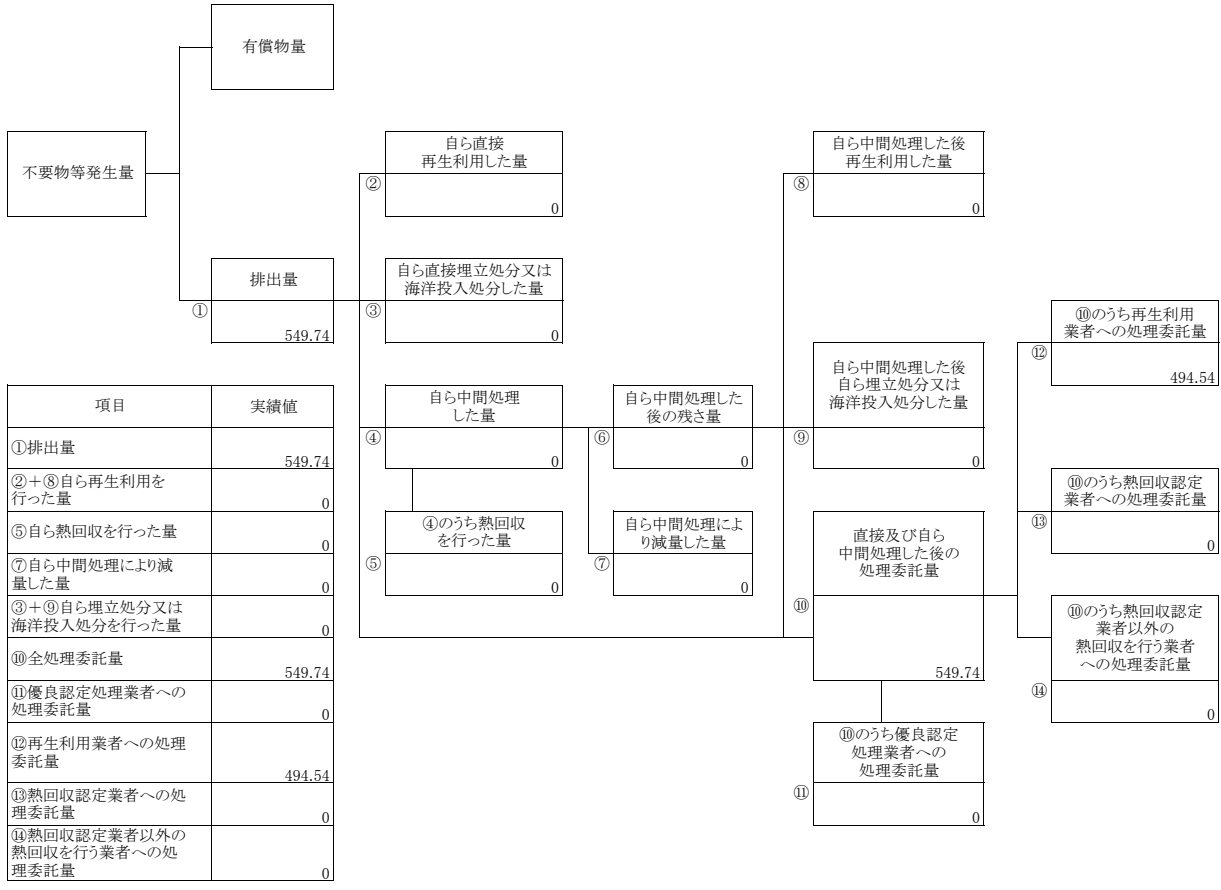 有償物量
不要物等発生量
排出量
①
549.74
自ら直接
再生利用した量
②
0
自ら直接埋立処分又は
海洋投入処分した量
③
0
自ら中間処理
した量
④
0
④のうち熱回収
を行った量
⑤
0
自ら中間処理した
後の残さ量
⑥
0
自ら中間処理によ
り減量した量
⑦
0
自ら中間処理した後
再生利用した量
⑧
0
自ら中間処理した後
自ら埋立処分又は
海洋投入処分した量
⑨
0
直接及び自ら
中間処理した後の
処理委託量
⑩
549.74
⑩のうち優良認定
処理業者への
処理委託量
⑪
0
⑩のうち再生利用
業者への処理委託量
⑫
494.54
⑩のうち熱回収認定
業者への処理委託量
⑬
0
⑩のうち熱回収認定
業者以外の
熱回収を行う業者
への処理委託量
⑭
0
項目 実績値
①排出量
549.74
②＋⑧自ら再生利用を
行った量
0
⑤自ら熱回収を行った量
0
⑦自ら中間処理により減
量した量
0
③＋⑨自ら埋立処分又は
海洋投入処分を行った量
0
⑩全処理委託量
549.74
⑪優良認定処理業者への
処理委託量
0
⑫再生利用業者への処理
委託量
494.54
⑬熱回収認定業者への処
理委託量
0
⑭熱回収認定業者以外の
熱回収を行う業者への処
理委託量
0